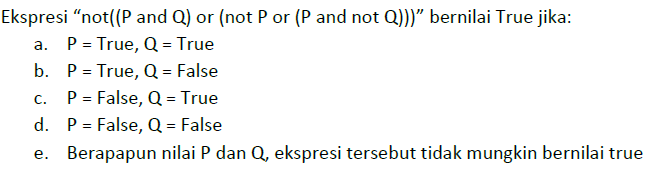 Ekspresi “not((P and Q) or (not P or (P and not Q)))” bernilai True jika:
a. P = True, Q = True
b. P = True, Q = False
c. P = False, Q = True
d. P = False, Q = False
e. Berapapun nilai P dan Q, ekspresi tersebut tidak mungkin bernilai true